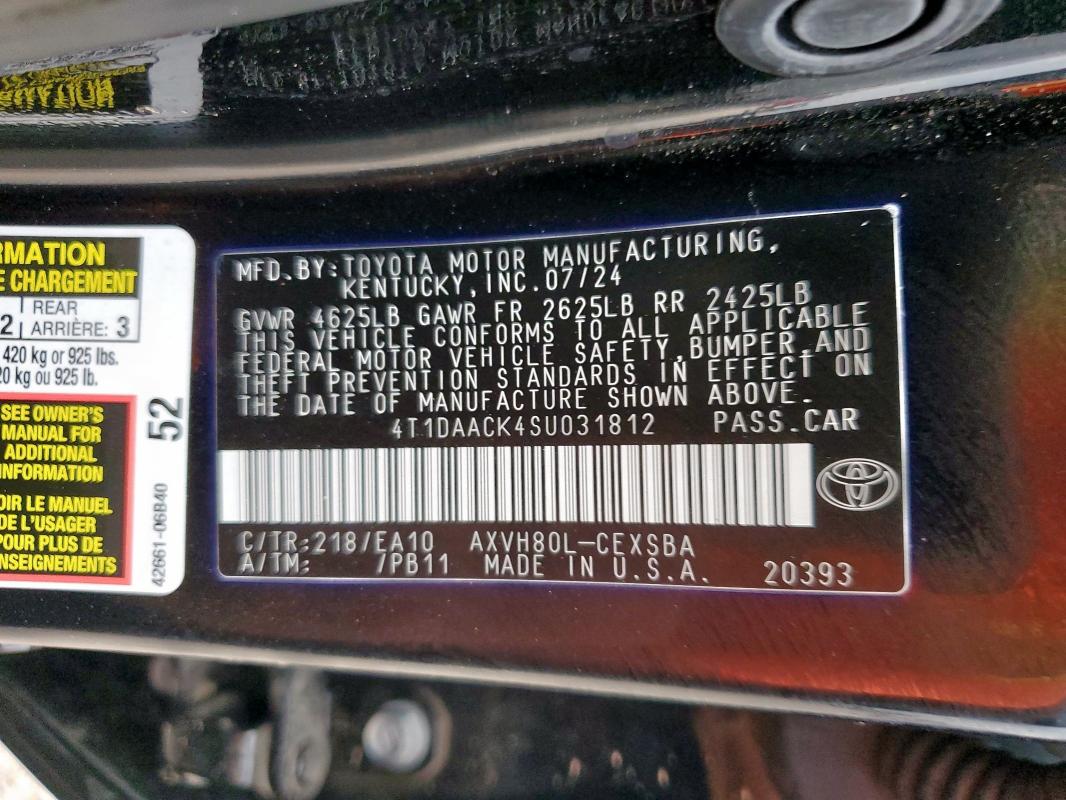 RMATION
E CHARGEMENT
2 REAR
ARRIÈRE: 3
420 kg or 925 lbs.
20 kg ou 925 lb.
SEE OWNER'S
MANUAL FOR
ADDITIONAL
INFORMATION
OIR LE MANUEL
DE L'USAGER
POUR PLUS DE
NSEIGNEMENTS
52
42661-06B40
MFD.BY:TOYOTA MOTOR MANUFACTURING,
KENTUCKY,INC.07/24
GVWR 4625LB GAWR FR 2625LB RR 2425LB
THIS VEHICLE CONFORMS TO ALL APPLICABLE
FEDERAL MOTOR VEHICLE SAFETY,BUMPER AND
THEFT PREVENTION STANDARDS IN EFFECT ON
THE DATE OF MANUFACTURE SHOWN ABOVE.
4T1DAACK4SU031812 PASS.CAR
C/TR:218/EA10 AXVH80L-CEXSBA
A/TM: /PB11 MADE IN U.S.A. 20393